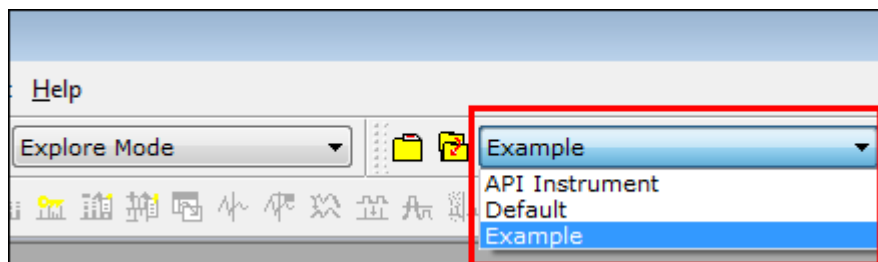 Help
Explore Mode
Example
API Instrument
Default
Example